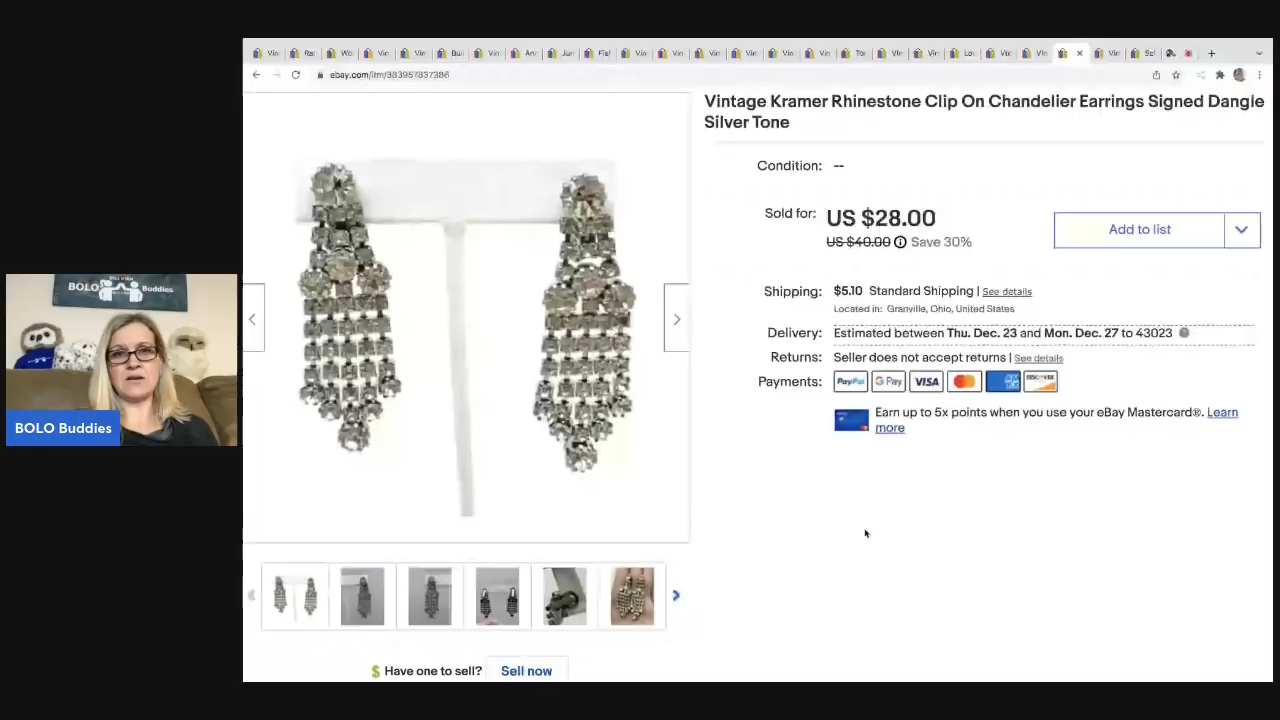 ebay.com/itm/383957837386
Vintage Kramer Rhinestone Clip On Chandelier Earrings Signed Dangle
Silver Tone
Condition: --
Sold for: US $28.00
US $40.00 Save 30%
Add to list
Shipping: $5.10 Standard Shipping | See details
Located in: Granville, Ohio, United States
Delivery: Estimated between Thu. Dec. 23 and Mon. Dec. 27 to 43023
Returns: Seller does not accept returns | See details
Payments: PayPal G Pay VISA DISCOVER
Earn up to 5x points when you use your eBay Mastercard®. Learn
more
BOLO Buddies
BOLO Buddies
$ Have one to sell? Sell now